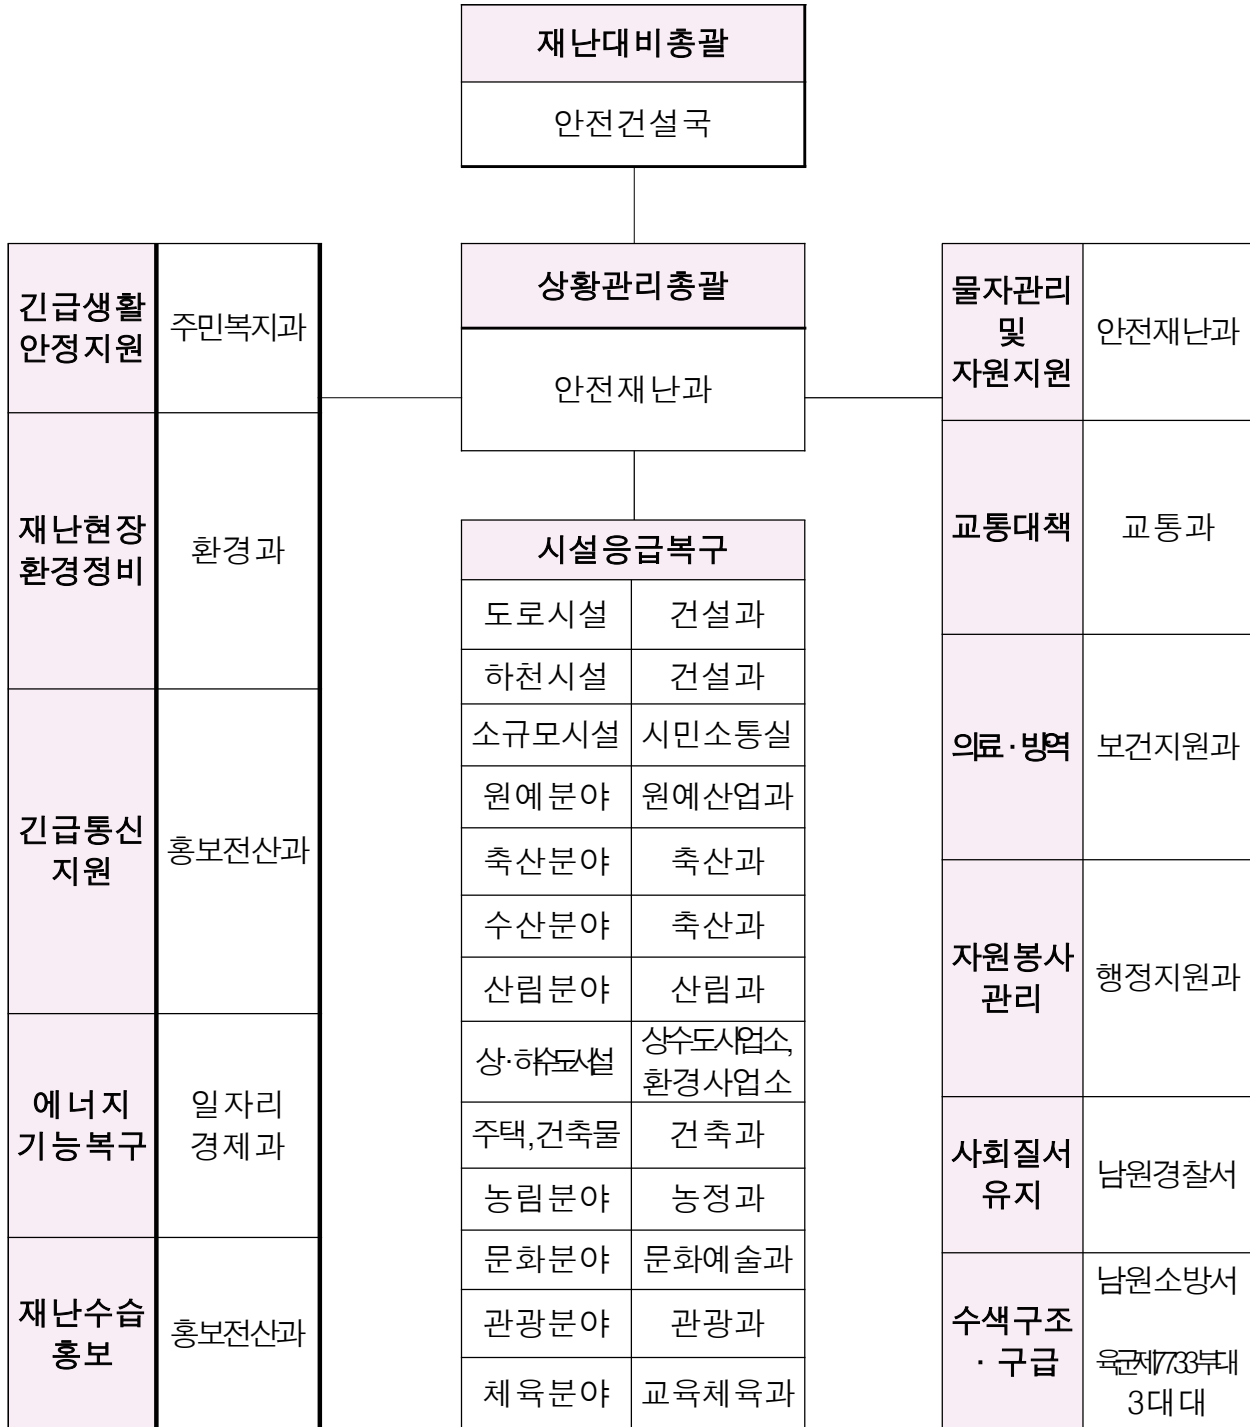 재난대비총괄
안전건설국
상황관리총괄
안전재난과
긴급생활
안정지원
주민복지과
재난현장
환경정비
환경과
긴급통신
지원
홍보전산과
에너지
기능복구
일자리
경제과
재난수습
홍보
홍보전산과
시설응급복구
도로시설 건설과
하천시설 건설과
소규모시설 시민소통실
원예분야 원예산업과
축산분야 축산과
수산분야 축산과
산림분야 산림과
상·하수도시설
상수도사업소,
환경사업소
주택,건축물 건축과
농림분야 농정과
문화분야 문화예술과
관광분야 관광과
체육분야 교육체육과
물자관리
및
자원지원
안전재난과
교통대책 교통과
의료·방역 보건지원과
자원봉사
관리
행정지원과
사회질서
유지
남원경찰서
수색구조
·구급
남원소방서
육군제7733부대
3대대